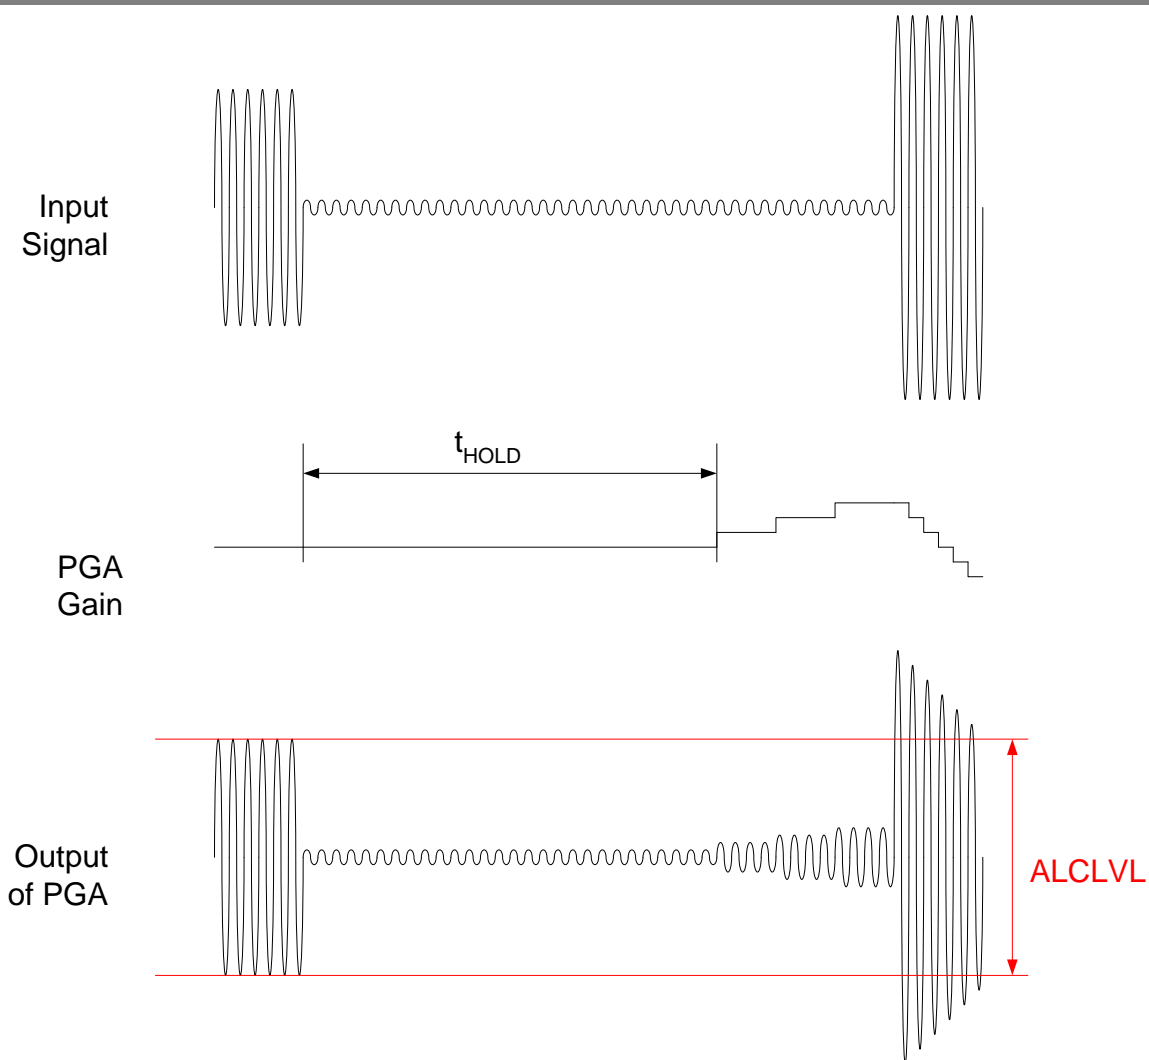 Input
Signal
tHOLD
PGA
Gain
Output
of PGA
ALCLVL